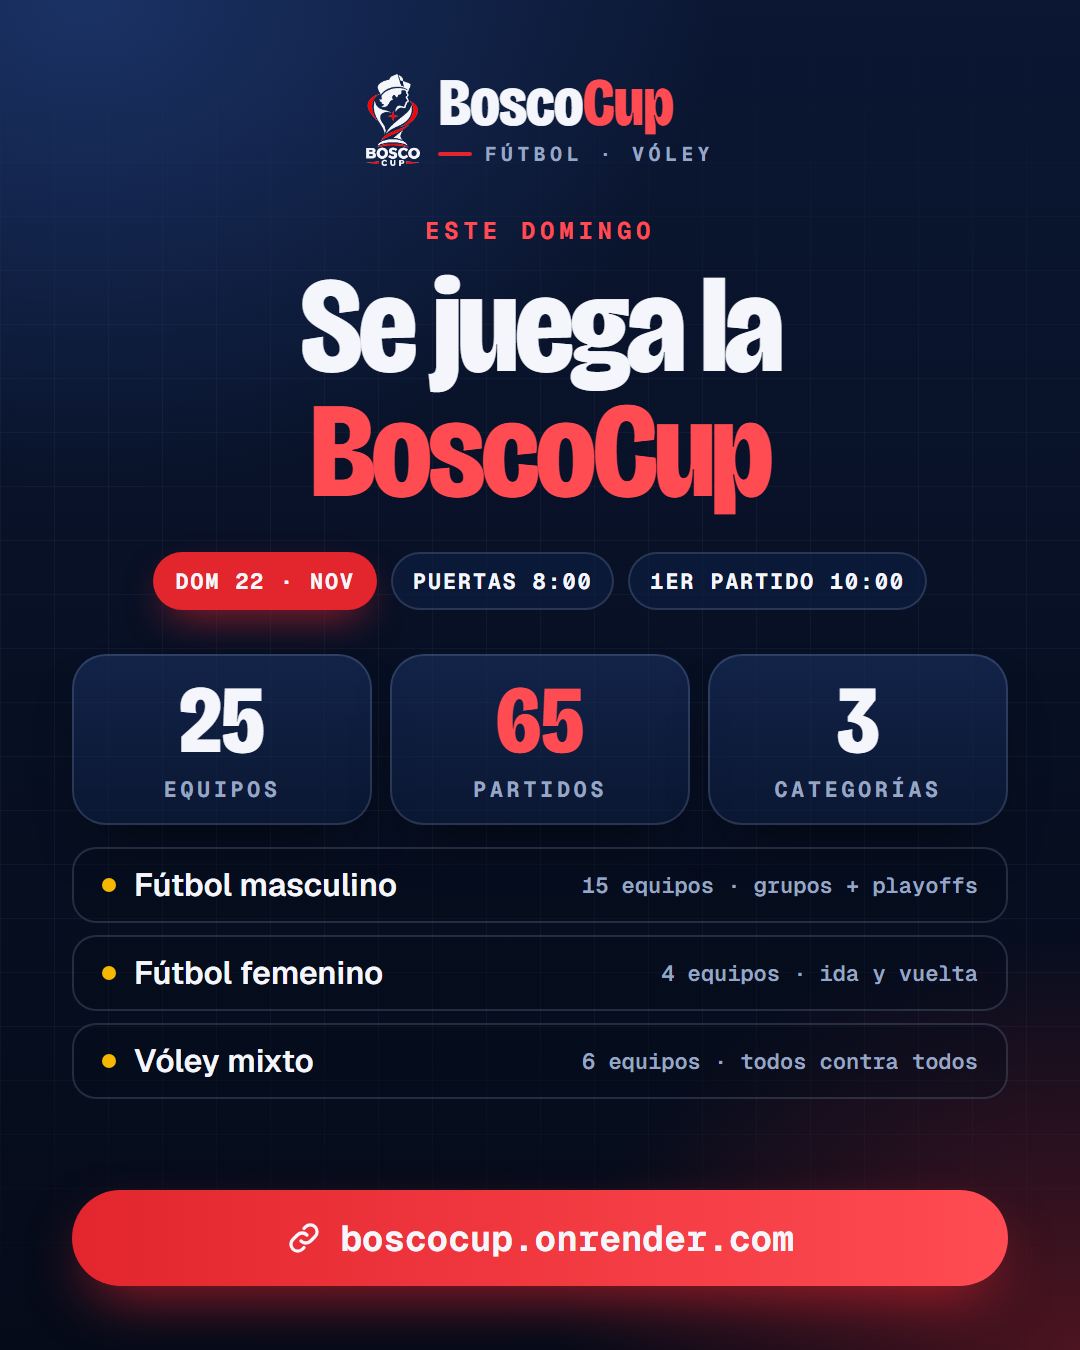 BOSCO
CUP
BoscoCup
FÚTBOL · VÓLEY
ESTE DOMINGO
Se juega la
BoscoCup
DOM 22 · NOV
PUERTAS 8:00
1ER PARTIDO 10:00
25
EQUIPOS
65
PARTIDOS
3
CATEGORÍAS
Fútbol masculino
15 equipos · grupos + playoffs
Fútbol femenino
4 equipos · ida y vuelta
Vóley mixto
6 equipos · todos contra todos
boscocup.onrender.com